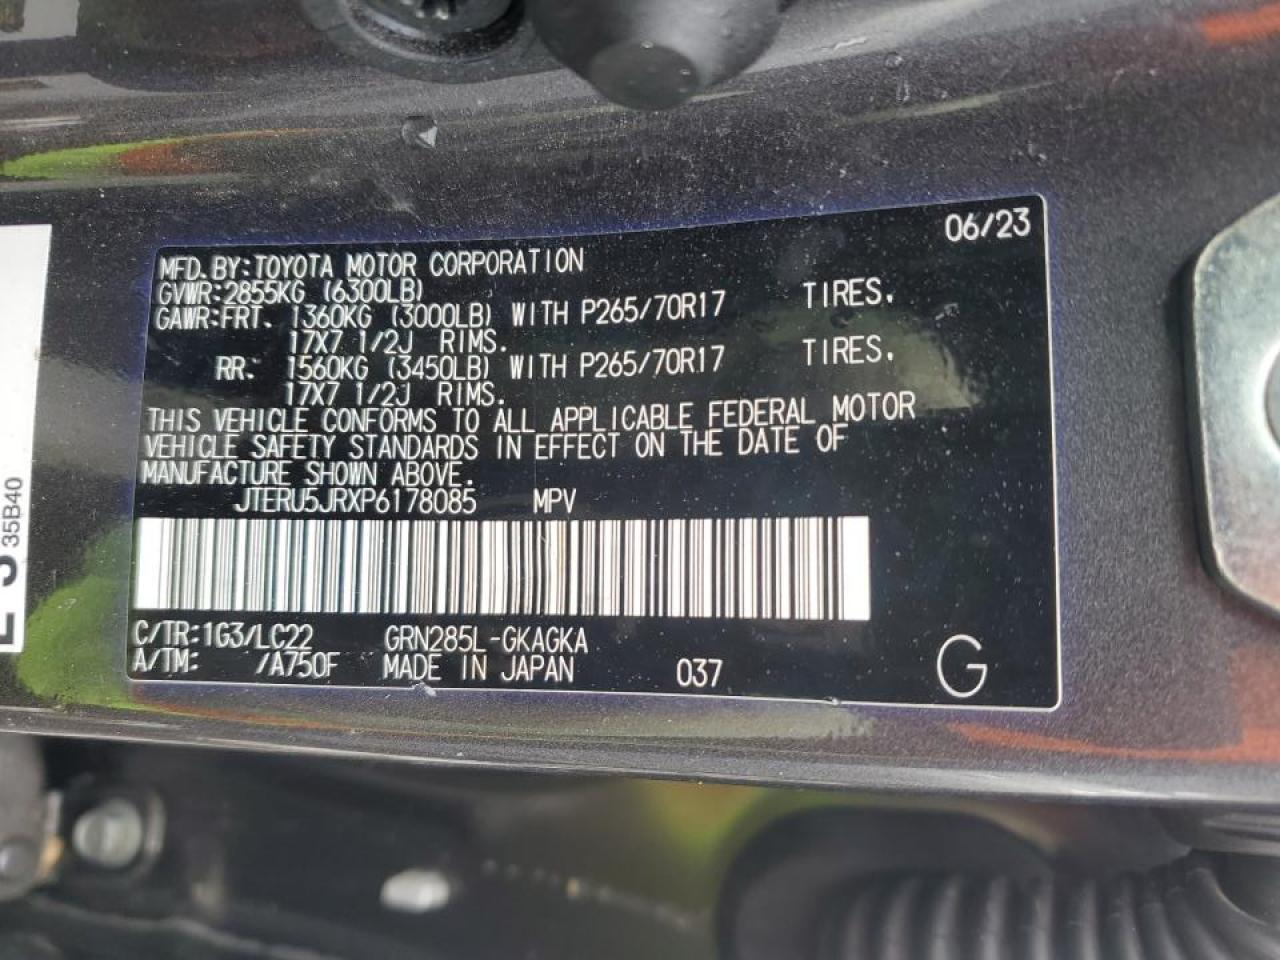 06/23
MFD.BY:TOYOTA MOTOR CORPORATION
GVWR:2855KG (6300LB)
GAWR:FRT. 1360KG (3000LB) WITH P265/70R17 TIRES.
17X7 1/2J RIMS.
RR: 1560KG (3450LB) WITH P265/70R17 TIRES.
17X7 1/2J RIMS.
THIS VEHICLE CONFORMS TO ALL APPLICABLE FEDERAL MOTOR
VEHICLE SAFETY STANDARDS IN EFFECT ON THE DATE OF
MANUFACTURE SHOWN ABOVE.
JTERU5JRXP6178085 MPV
C/TR:1G3/LC22 GRN285L-GKAGKA
A/TM: /A750F MADE IN JAPAN 037 G
35B40